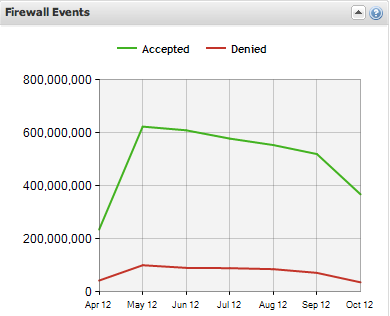 Firewall Events
Accepted Denied
800,000,000
600,000,000
400,000,000
200,000,000
0
Apr 12 May 12 Jun 12 Jul 12 Aug 12 Sep 12 Oct 12